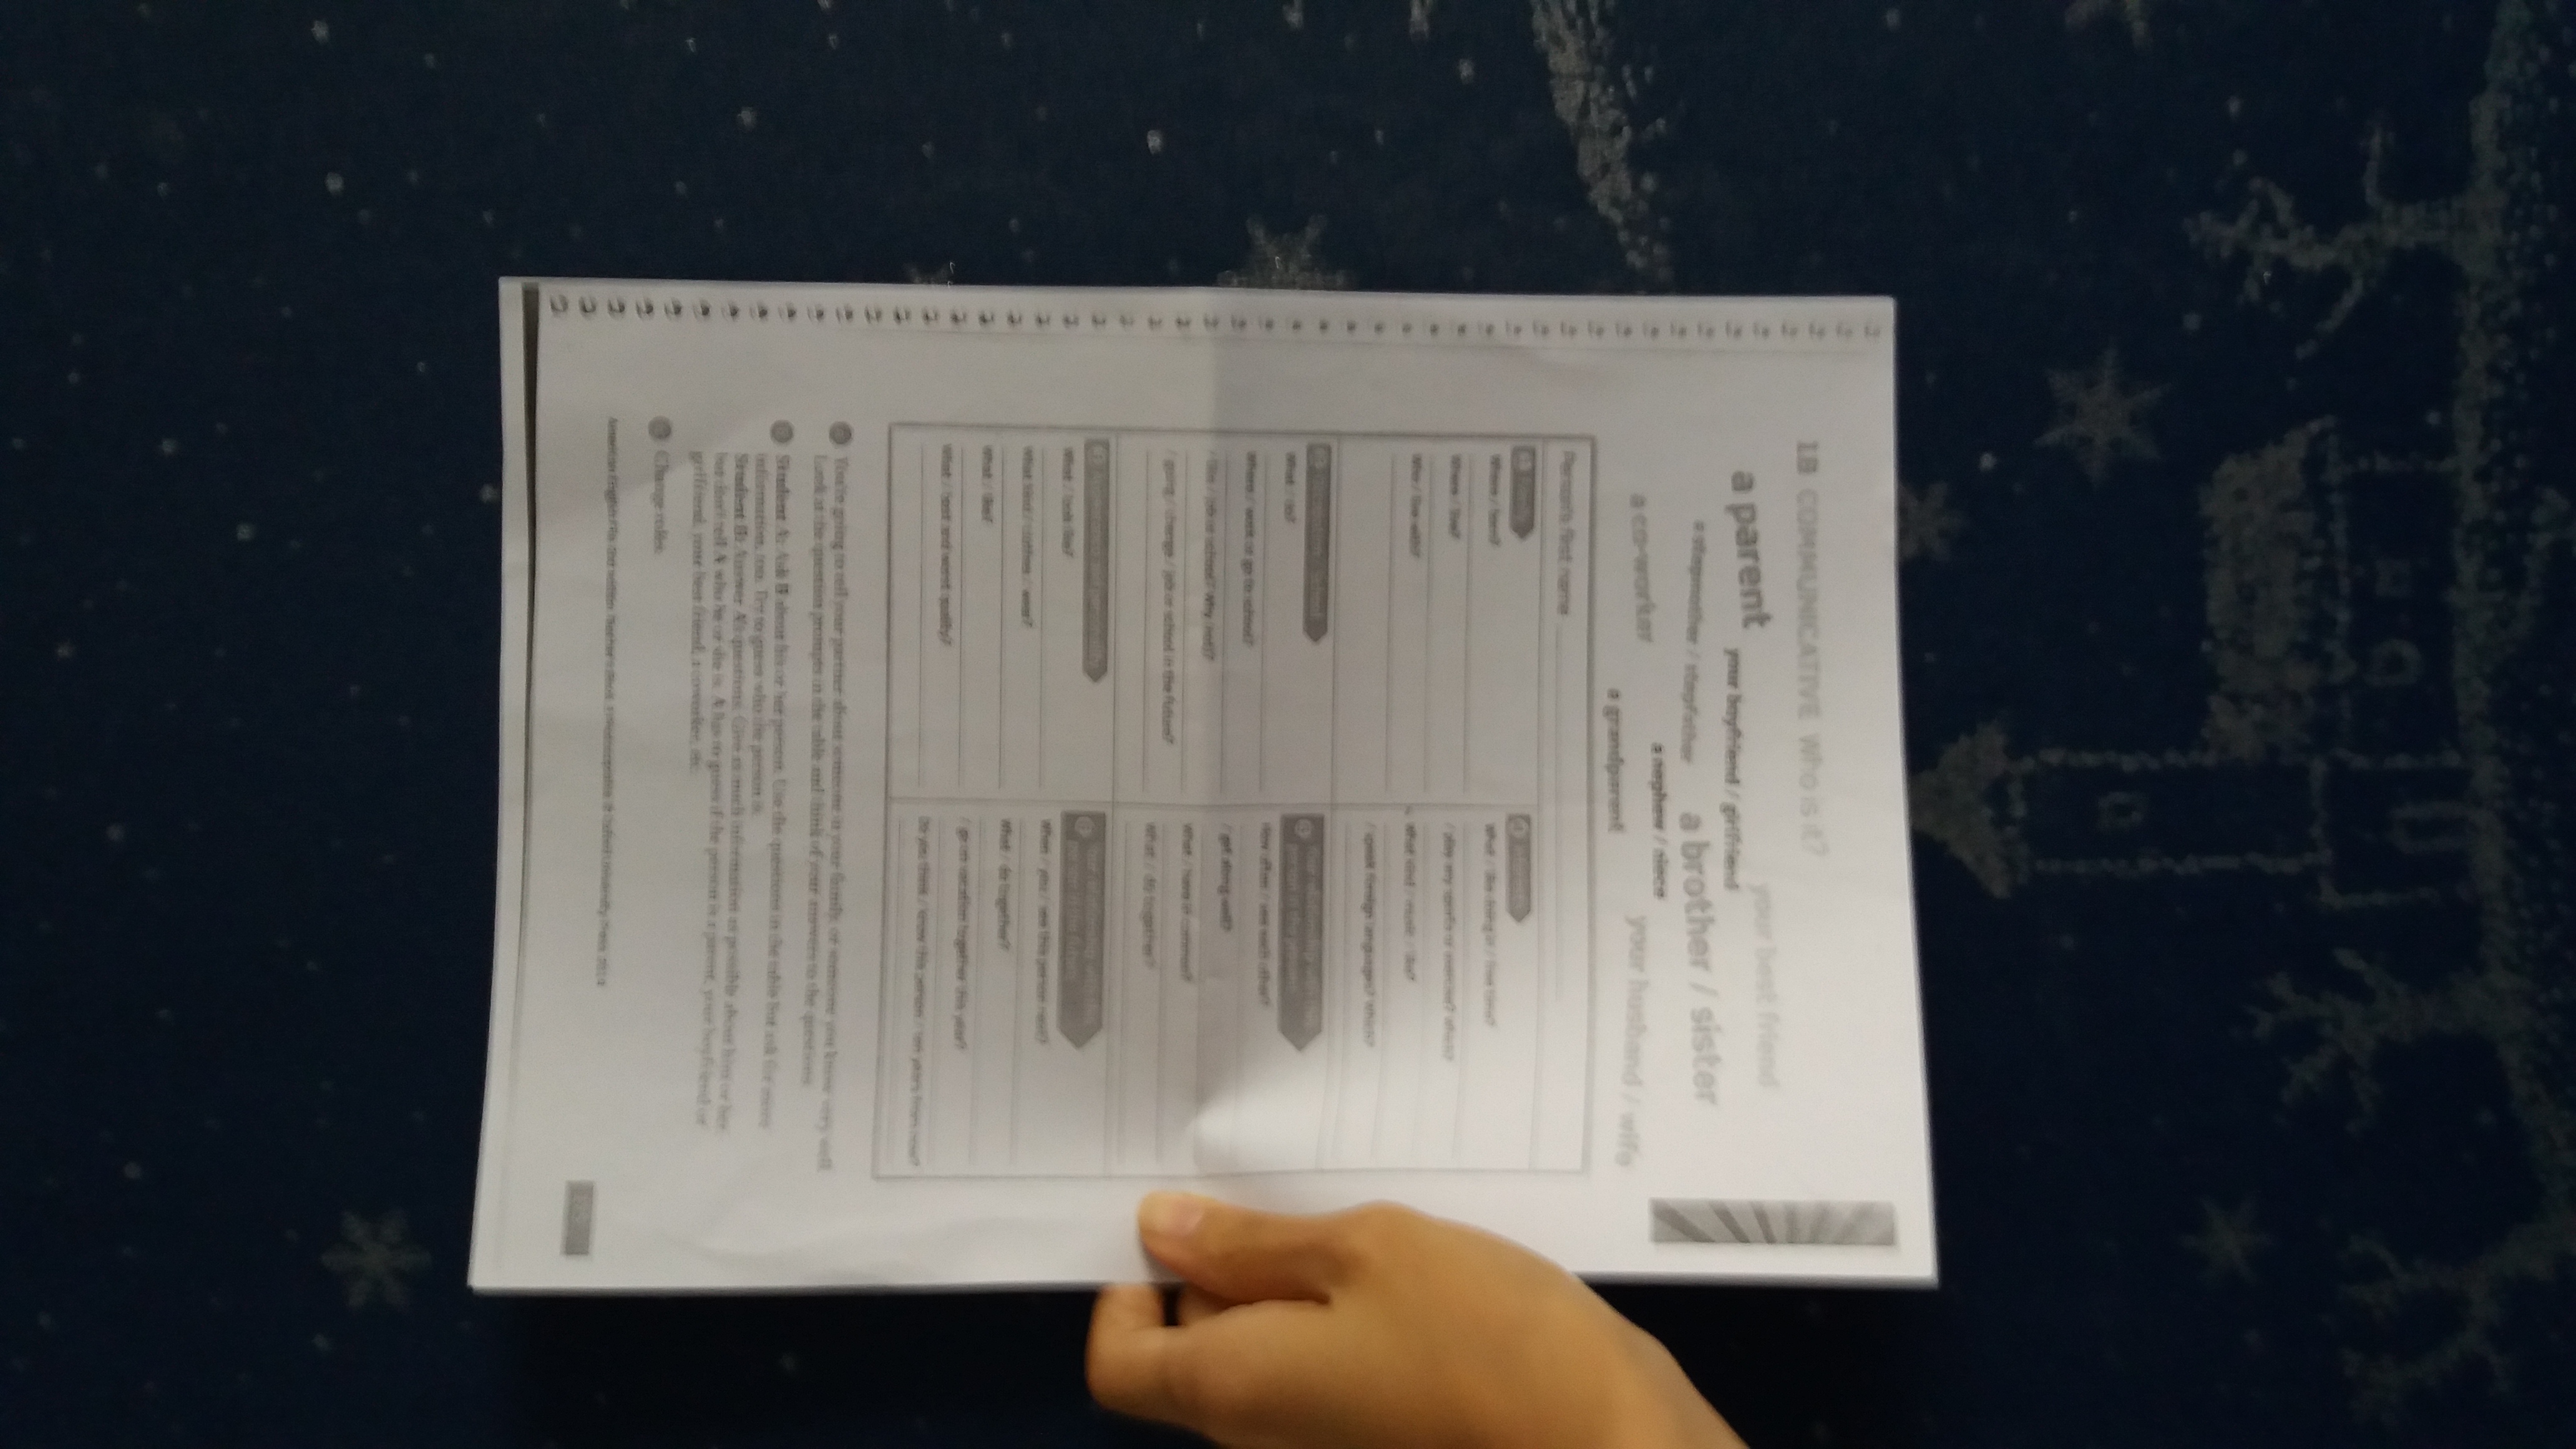 1B COMMUNICATIVE Who is it?
your best friend
a parent
your boyfriend / girlfriend
a stepmother / stepfather
a brother / sister
a nephew / niece
a co-worker
your husband / wife
a grandparent
Person's first name
1 Family
Where / from?
Where / live?
Who / live with?
2 Occupation / School
What / do?
Where / work or go to school?
/ like / job or school? Why (not)?
/ going / change / job or school in the future?
3 Appearance and personality
What / look like?
What kind / clothes / wear?
What / like?
What / best and worst quality?
4 Interests
What / like doing in / free time?
/ play any sports or exercise? Which?
What kind / music / like?
/ speak foreign languages? Which?
5 Your relationship with this
person in the present
How often / see each other?
/ get along well?
What / have in common?
What / do together?
6 Your relationship with this
person in the future
When / you / see this person next?
What / do together?
/ go on vacation together this year?
Do you think / know this person / ten years from now?
You're going to tell your partner about someone in your family, or someone you know very well.
Look at the question prompts in the table and think of your answers to the questions.
Student A: Ask B about his or her person. Use the questions in the table but ask for more
information, too. Try to guess who the person is.
Student B: Answer A's questions. Give as much information as possible about him or her
but don't tell A who he or she is. A has to guess if the person is a parent, your boyfriend or
girlfriend, your best friend, a coworker, etc.
Change roles.
American English File 2nd edition Teacher's Book Photocopiable © Oxford University Press 2014